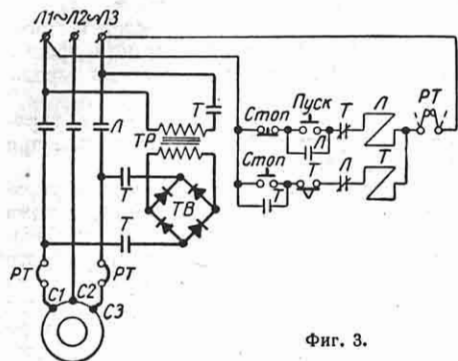 Л1~Л2~Л3
Т
Стоп
Пуск
Т
Л
РТ
Л
ТР
Л
Т
Стоп
Т
Л
Т
Т
ТВ
Т
РТ
РТ
С1
С2
С3
Фиг. 3.